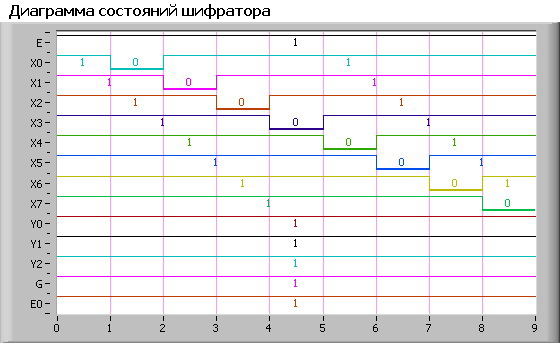 Диаграмма состояний шифратора
E 1
X0 1 0 1
X1 1 0 1
X2 1 0 1
X3 1 0 1
X4 1 0 1
X5 1 0 1
X6 1 0 1
X7 1 0
Y0 1
Y1 1
Y2 1
G 1
E0 1
0 1 2 3 4 5 6 7 8 9